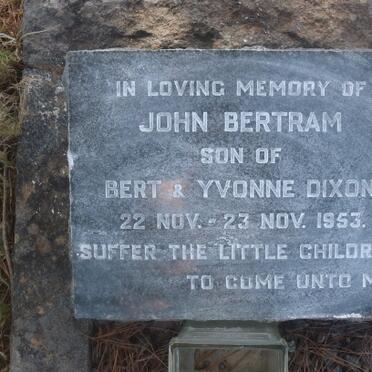 IN LOVING MEMORY OF
JOHN BERTRAM
SON OF
BERT & YVONNE DIXON
22 NOV. - 23 NOV. 1953.
SUFFER THE LITTLE
TO COME UNTO